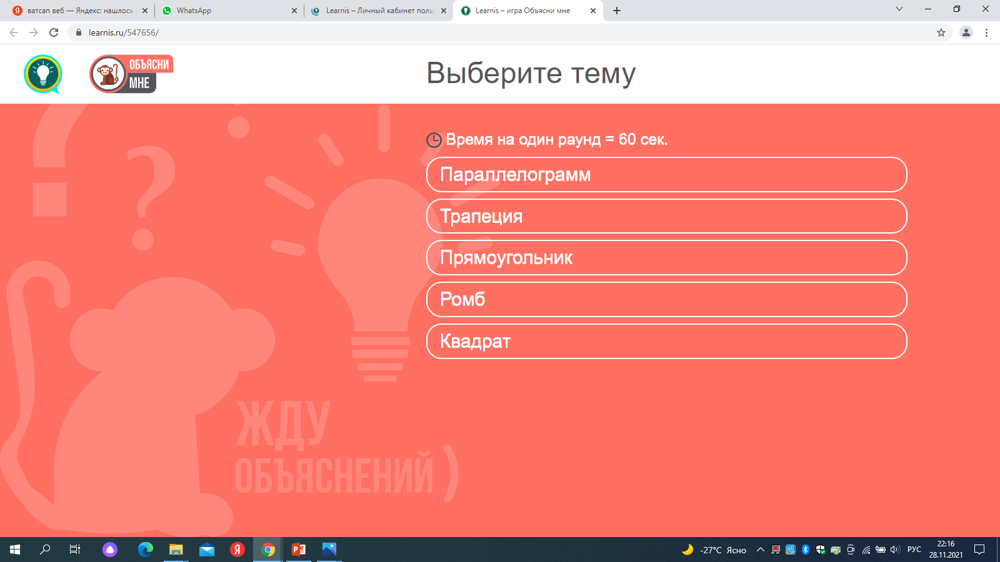 ватсап веб — Яндекс: нашлось
WhatsApp
Learnis – Личный кабинет польз
Learnis – игра Объясни мне
learnis.ru/547656/
ОБЪЯСНИ
МНЕ
Выберите тему
Время на один раунд = 60 сек.
Параллелограмм
Трапеция
Прямоугольник
Ромб
Квадрат
?
?
ЖДУ
ОБЪЯСНЕНИЙ )
-27°C Ясно
РУС
22:16
28.11.2021